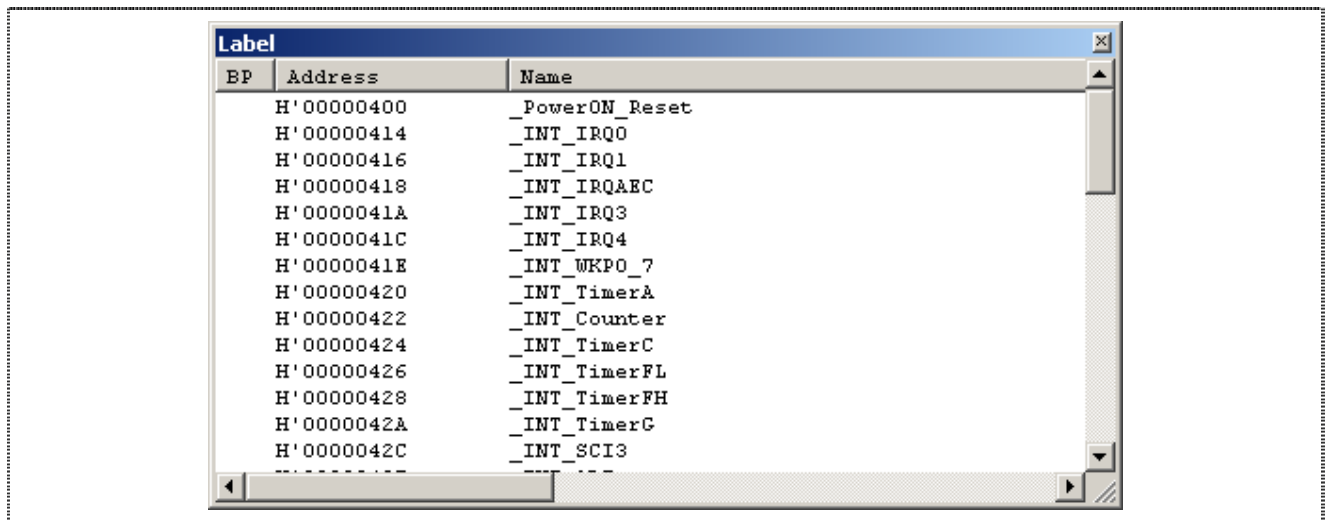 Label
BP Address Name
H'00000400 _PowerON_Reset
H'00000414 _INT_IRQ0
H'00000416 _INT_IRQ1
H'00000418 _INT_IRQAEC
H'0000041A _INT_IRQ3
H'0000041C _INT_IRQ4
H'0000041E _INT_WKP0_7
H'00000420 _INT_TimerA
H'00000422 _INT_Counter
H'00000424 _INT_TimerC
H'00000426 _INT_TimerFL
H'00000428 _INT_TimerFH
H'0000042A _INT_TimerG
H'0000042C _INT_SCI3